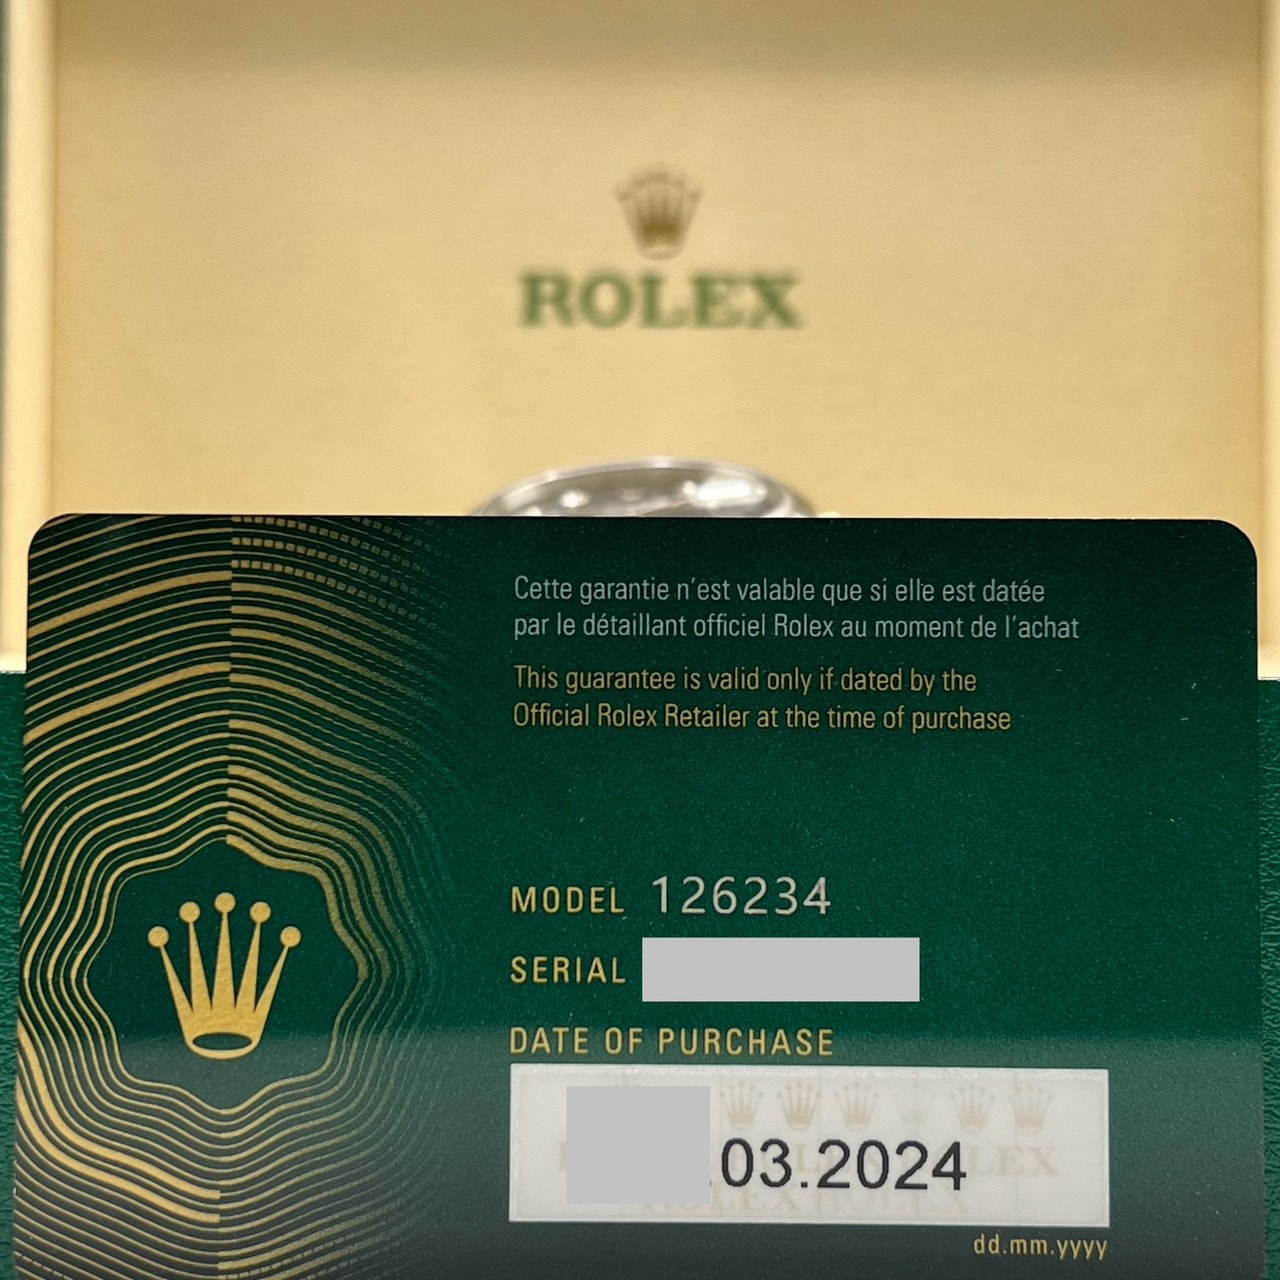 ROLEX
Cette garantie n'est valable que si elle est datée
par le détaillant officiel Rolex au moment de l'achat
This guarantee is valid only if dated by the
Official Rolex Retailer at the time of purchase
MODEL 126234
SERIAL
DATE OF PURCHASE
.03.2024
dd.mm.yyyy